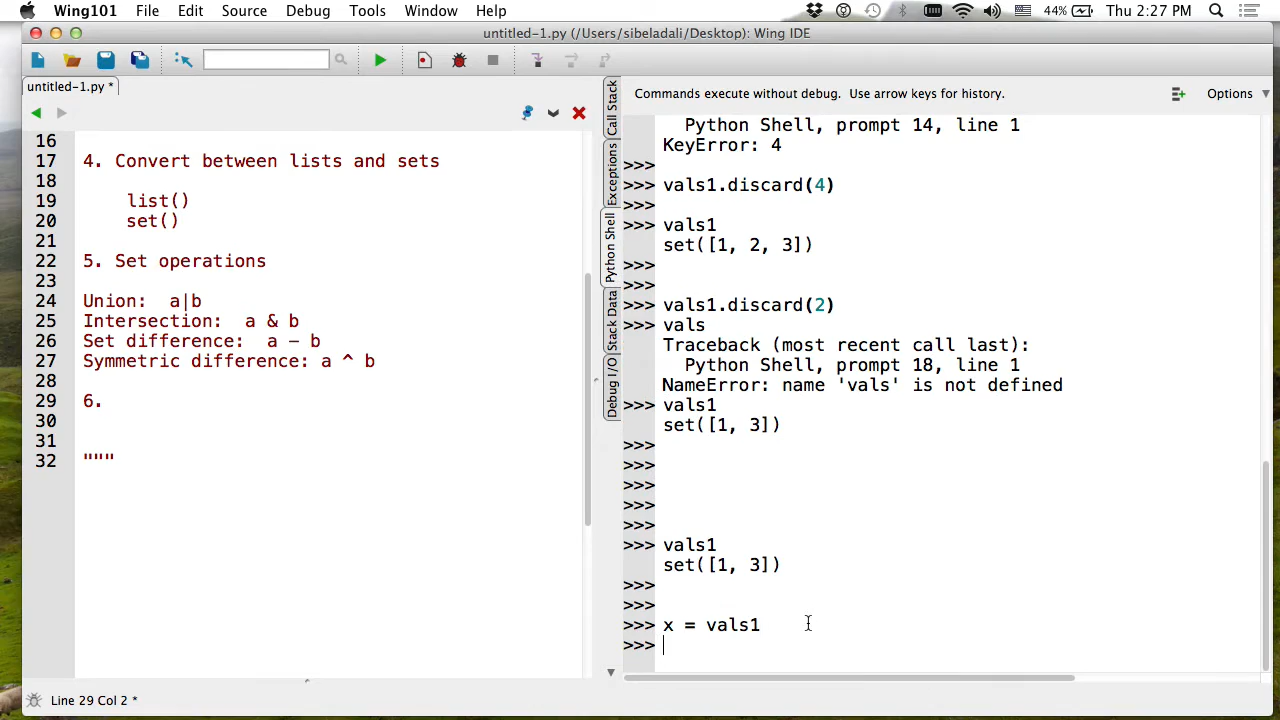 Wing101 File Edit Source Debug Tools Window Help 44% Thu 2:27 PM
untitled-1.py (/Users/sibeladali/Desktop): Wing IDE
untitled-1.py *
16
17 4. Convert between lists and sets
18
19 list()
20 set()
21
22 5. Set operations
23
24 Union: a|b
25 Intersection: a & b
26 Set difference: a - b
27 Symmetric difference: a ^ b
28
29 6.
30
31
32 """
Line 29 Col 2 *
Call Stack
Exceptions
Python Shell
Stack Data
Debug I/O
Commands execute without debug. Use arrow keys for history. Options
Python Shell, prompt 14, line 1
KeyError: 4
>>>
>>> vals1.discard(4)
>>>
>>> vals1
set([1, 2, 3])
>>>
>>>
>>> vals1.discard(2)
>>> vals
Traceback (most recent call last):
Python Shell, prompt 18, line 1
NameError: name 'vals' is not defined
>>> vals1
set([1, 3])
>>>
>>>
>>>
>>>
>>>
>>> vals1
set([1, 3])
>>>
>>>
>>> x = vals1
>>>